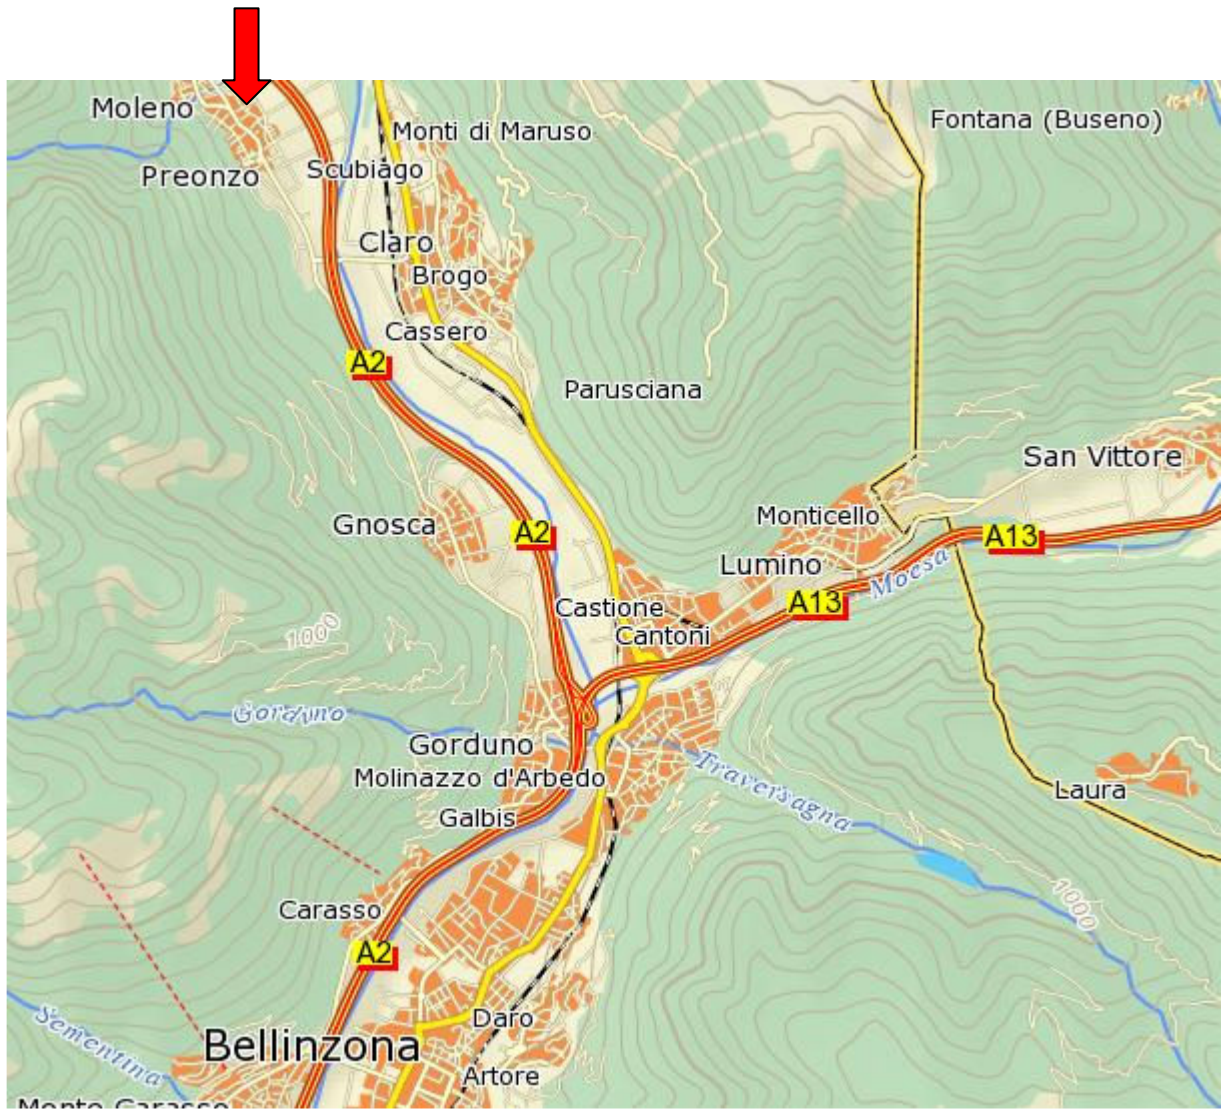 Moleno
Fontana (Buseno)
Monti di Maruso
Preonzo
Scubiago
Claro
Brogo
Cassero
A2
Parusciana
San Vittore
Gnosca
A2
Monticello
A13
Lumino
Moesa
Castione
A13
Cantoni
1000
Gorduno
Gorduno
Molinazzo d'Arbedo
Traversagna
Laura
Galbis
Carasso
1000
A2
Daro
Sementina
Bellinzona
Artore
Monte Carasso